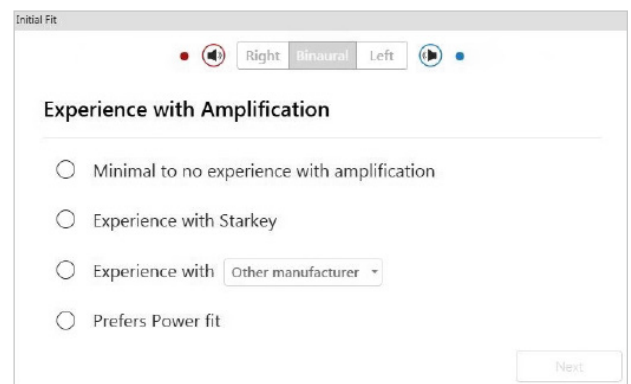 Initial Fit
Right Binaural Left
Experience with Amplification
Minimal to no experience with amplification
Experience with Starkey
Experience with Other manufacturer
Prefers Power fit
Next